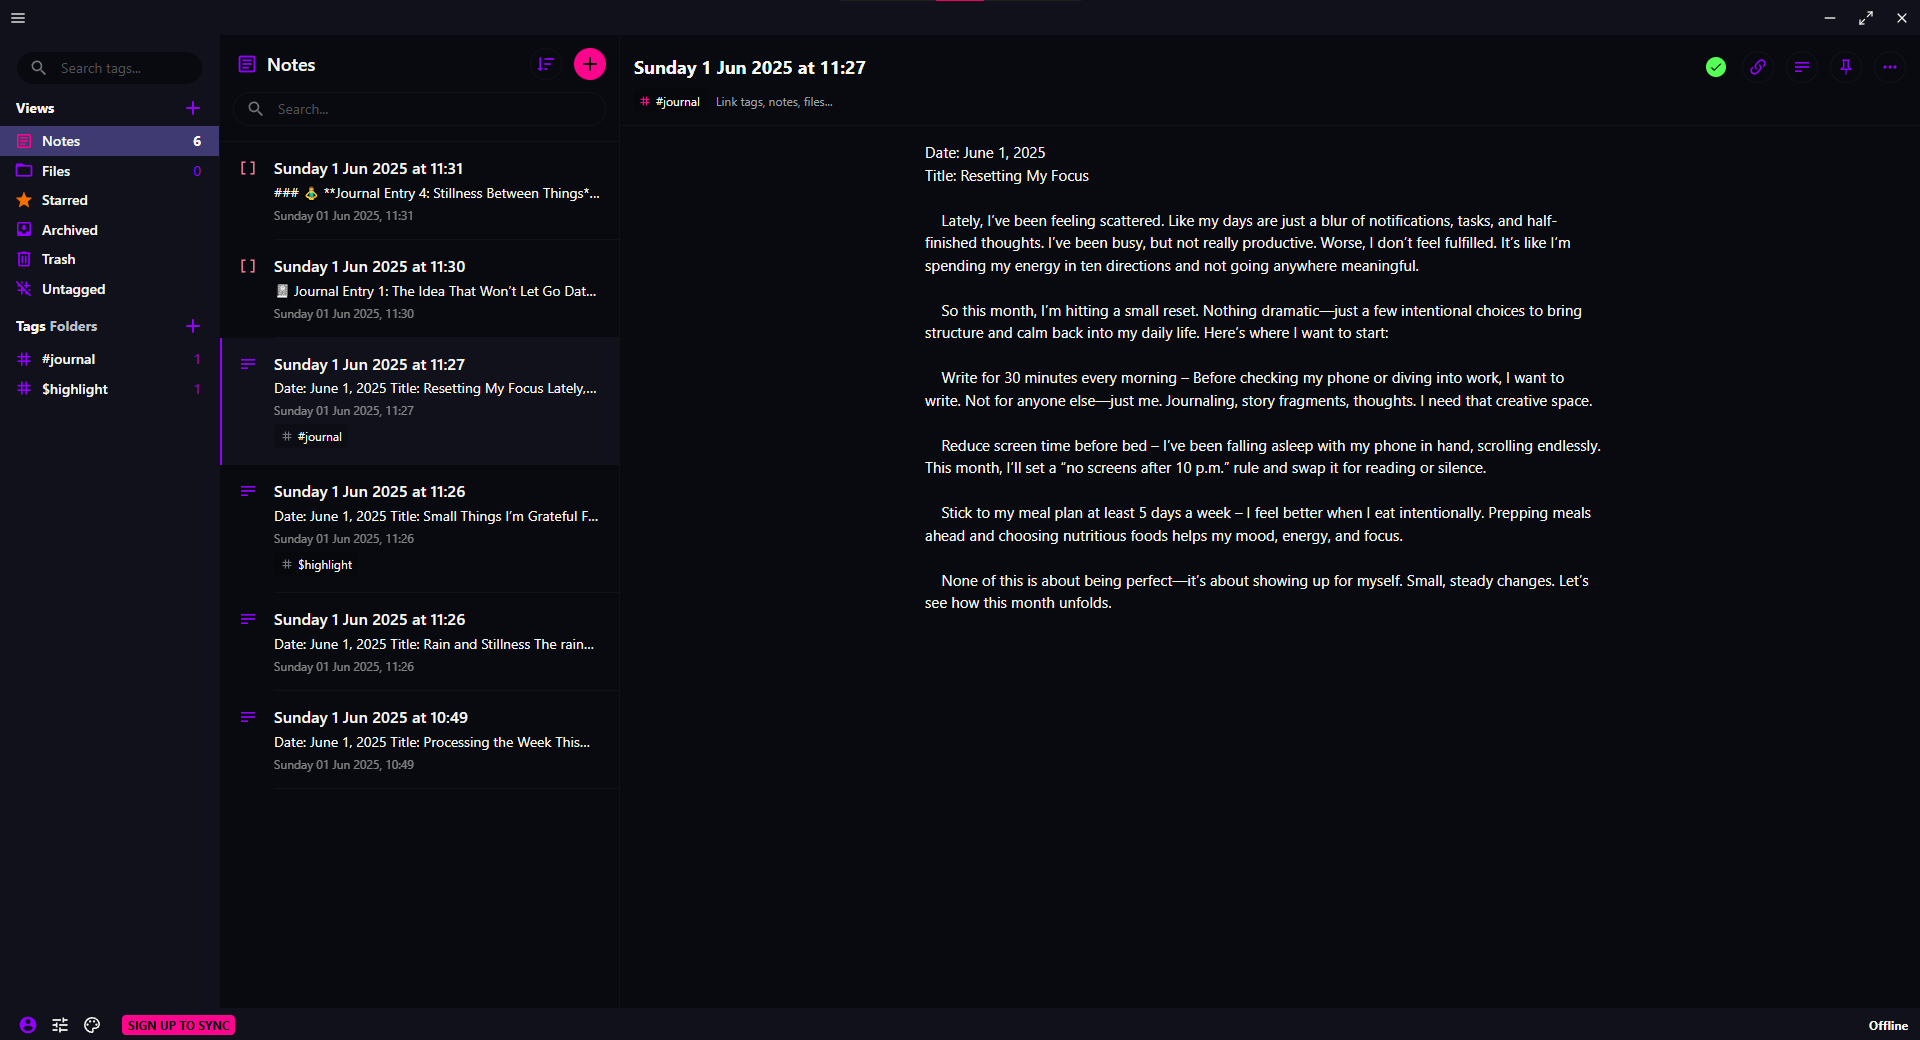 Search tags...
Views
Notes 6
Files 0
Starred
Archived
Trash
Untagged
Tags Folders
#journal 1
$highlight 1
Notes
Search...
Sunday 1 Jun 2025 at 11:31
### 🧘‍♂️ **Journal Entry 4: Stillness Between Things*...
Sunday 01 Jun 2025, 11:31
Sunday 1 Jun 2025 at 11:30
📓 Journal Entry 1: The Idea That Won’t Let Go Dat...
Sunday 01 Jun 2025, 11:30
Sunday 1 Jun 2025 at 11:27
Date: June 1, 2025 Title: Resetting My Focus Lately,...
Sunday 01 Jun 2025, 11:27
#journal
Sunday 1 Jun 2025 at 11:26
Date: June 1, 2025 Title: Small Things I’m Grateful F...
Sunday 01 Jun 2025, 11:26
$highlight
Sunday 1 Jun 2025 at 11:26
Date: June 1, 2025 Title: Rain and Stillness The rain...
Sunday 01 Jun 2025, 11:26
Sunday 1 Jun 2025 at 10:49
Date: June 1, 2025 Title: Processing the Week This...
Sunday 01 Jun 2025, 10:49
Sunday 1 Jun 2025 at 11:27
#journal Link tags, notes, files...
Date: June 1, 2025
Title: Resetting My Focus
Lately, I’ve been feeling scattered. Like my days are just a blur of notifications, tasks, and half-
finished thoughts. I’ve been busy, but not really productive. Worse, I don’t feel fulfilled. It’s like I’m
spending my energy in ten directions and not going anywhere meaningful.
So this month, I’m hitting a small reset. Nothing dramatic—just a few intentional choices to bring
structure and calm back into my daily life. Here’s where I want to start:
Write for 30 minutes every morning – Before checking my phone or diving into work, I want to
write. Not for anyone else—just me. Journaling, story fragments, thoughts. I need that creative space.
Reduce screen time before bed – I’ve been falling asleep with my phone in hand, scrolling endlessly.
This month, I’ll set a “no screens after 10 p.m.” rule and swap it for reading or silence.
Stick to my meal plan at least 5 days a week – I feel better when I eat intentionally. Prepping meals
ahead and choosing nutritious foods helps my mood, energy, and focus.
None of this is about being perfect—it’s about showing up for myself. Small, steady changes. Let’s
see how this month unfolds.
SIGN UP TO SYNC
Offline